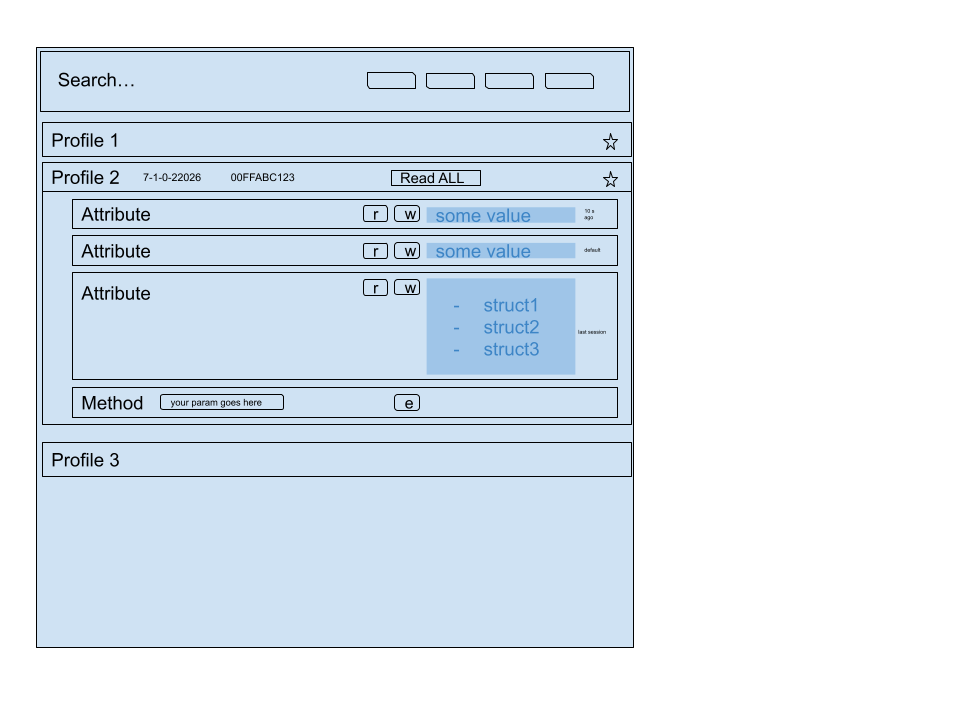 Search…
Profile 1
Profile 2 7-1-0-22026 00FFABC123 Read ALL
Attribute r w some value 10 s
ago
Attribute r w some value default
Attribute r w
- struct1
- struct2
- struct3
last session
Method your param goes here e
Profile 3